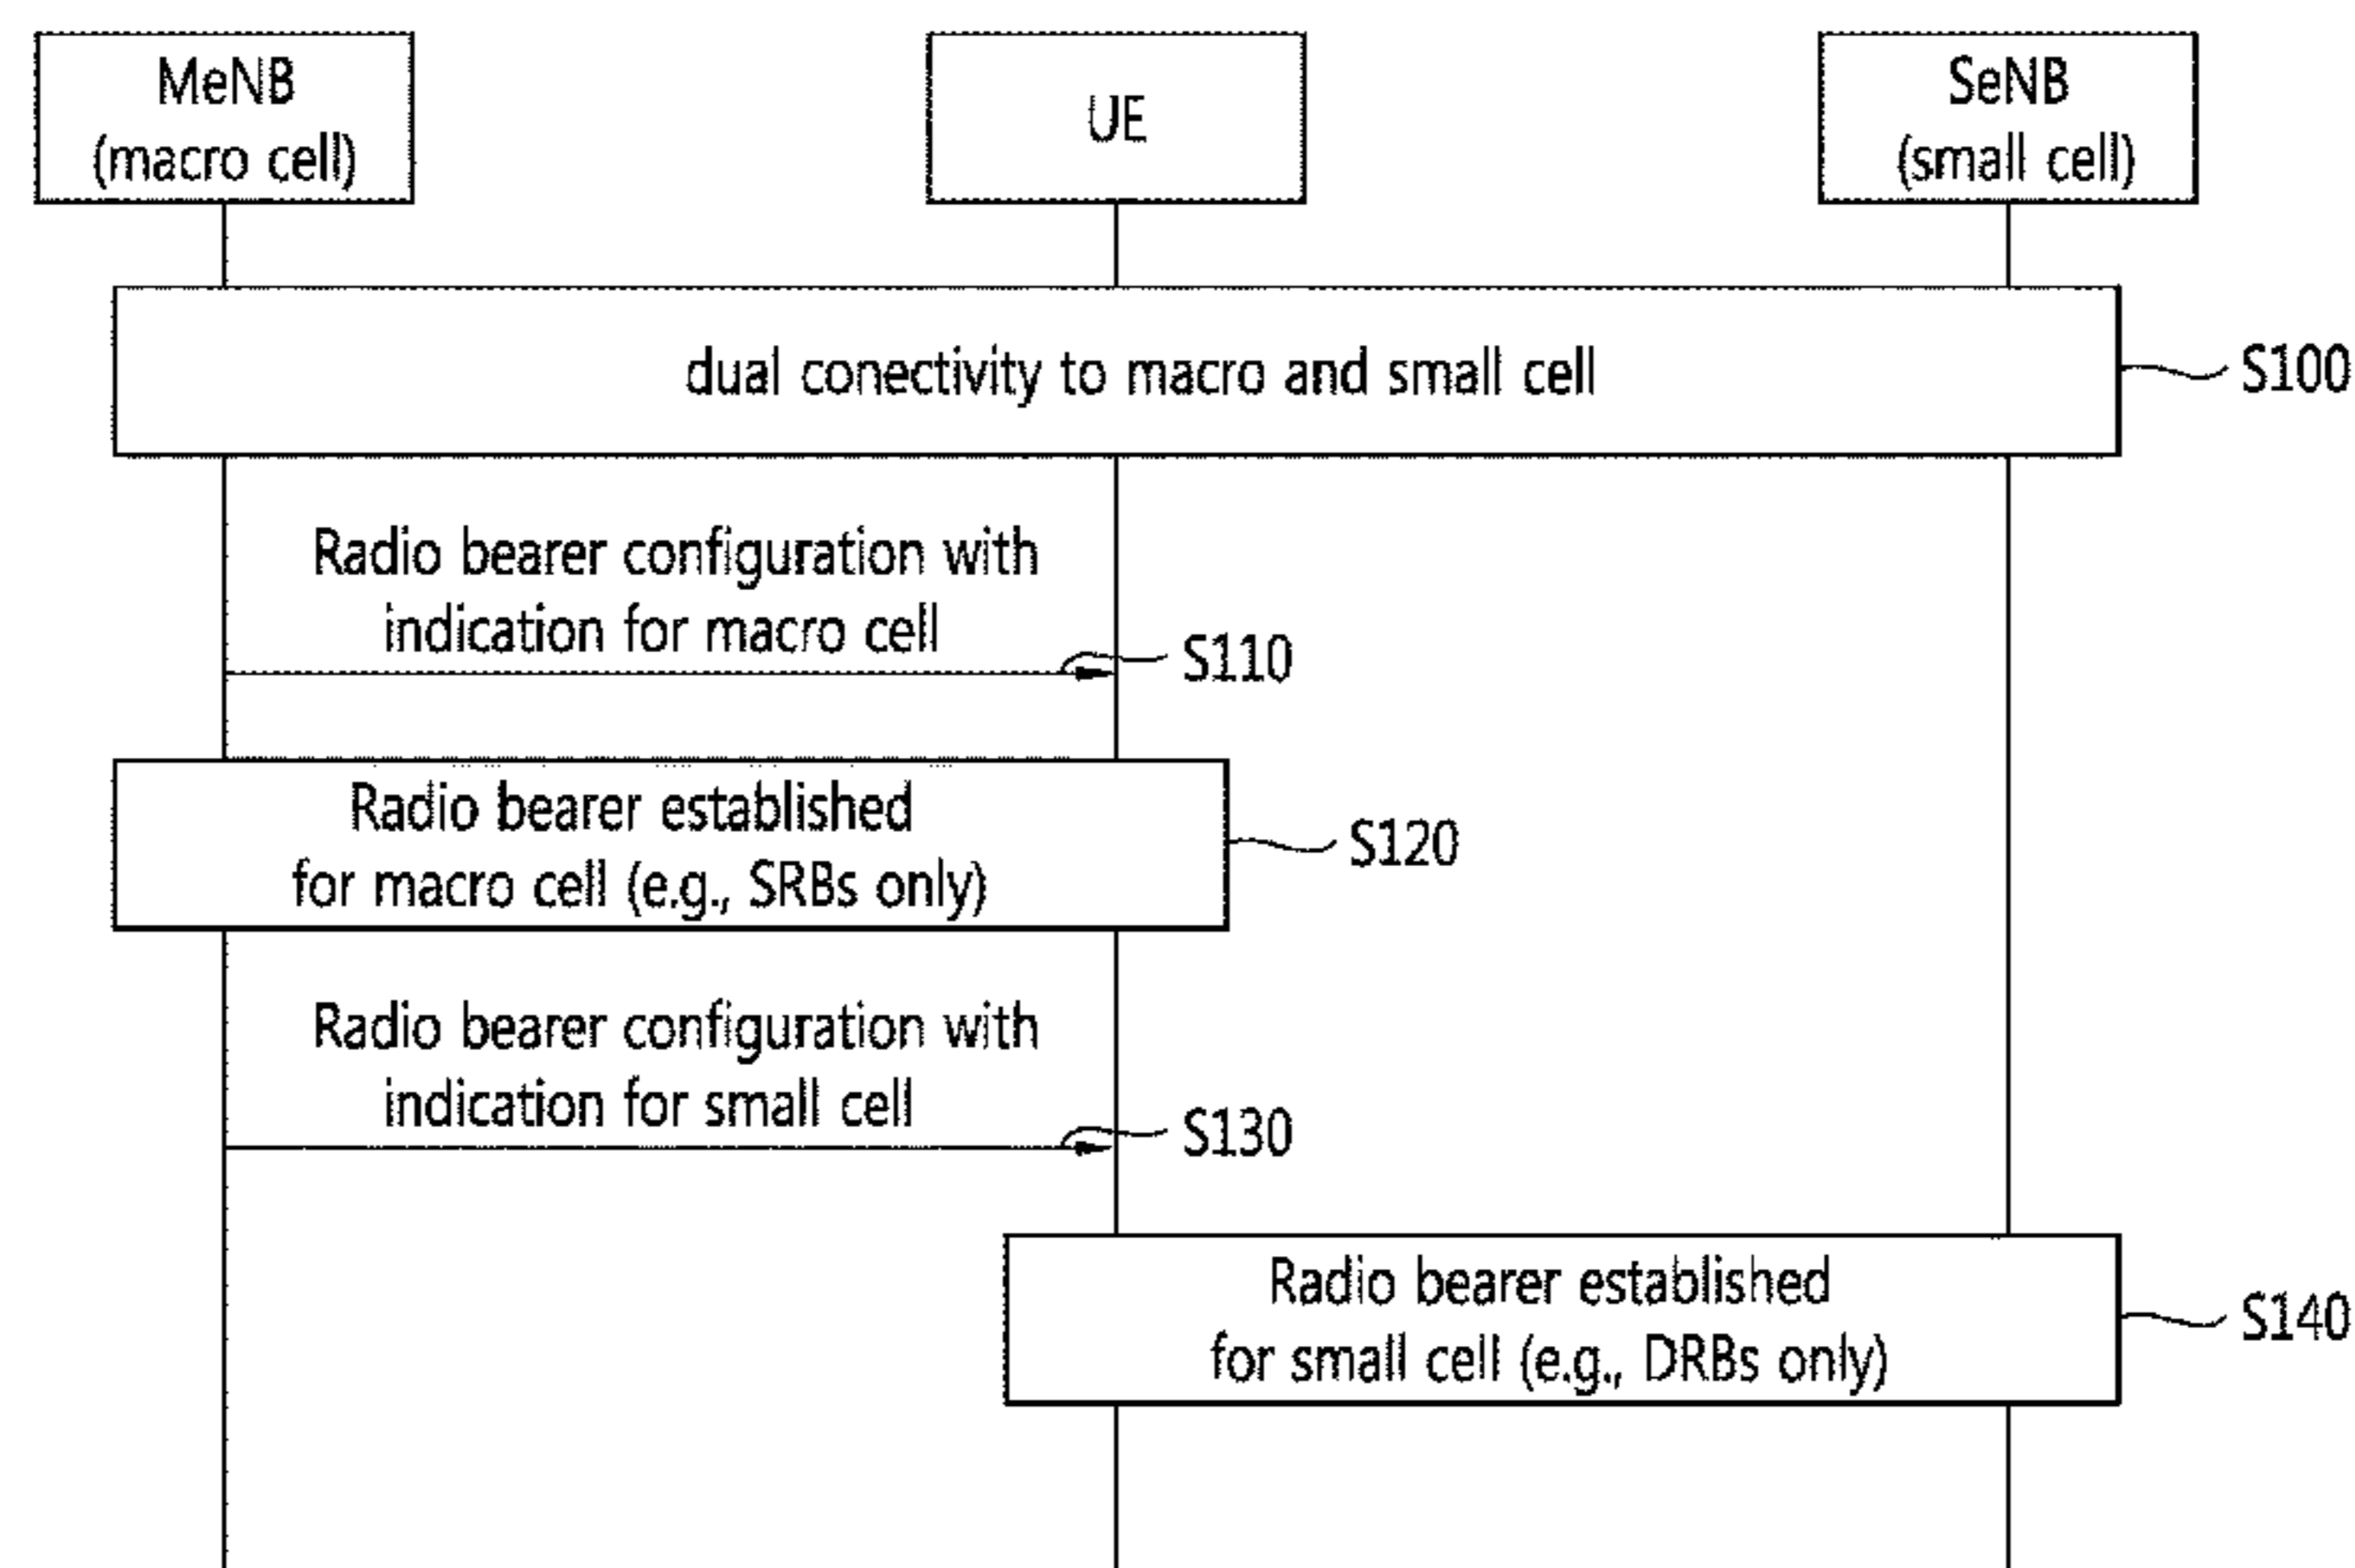 MeNB
(macro cell)
UE
SeNB
(small cell)
dual conectivity to macro and small cell
S100
Radio bearer configuration with
indication for macro cell
S110
Radio bearer established
for macro cell (e.g., SRBs only)
S120
Radio bearer configuration with
indication for small cell
S130
Radio bearer established
for small cell (e.g., DRBs only)
S140